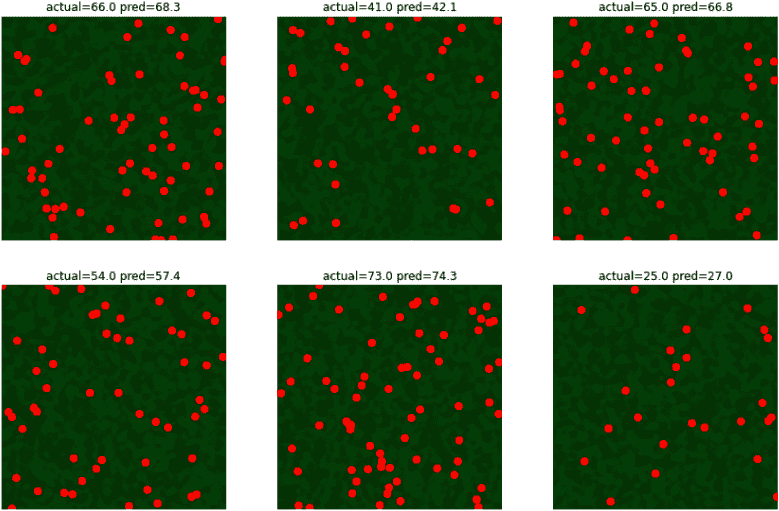 actual=66.0 pred=68.3
actual=41.0 pred=42.1
actual=65.0 pred=66.8
actual=54.0 pred=57.4
actual=73.0 pred=74.3
actual=25.0 pred=27.0